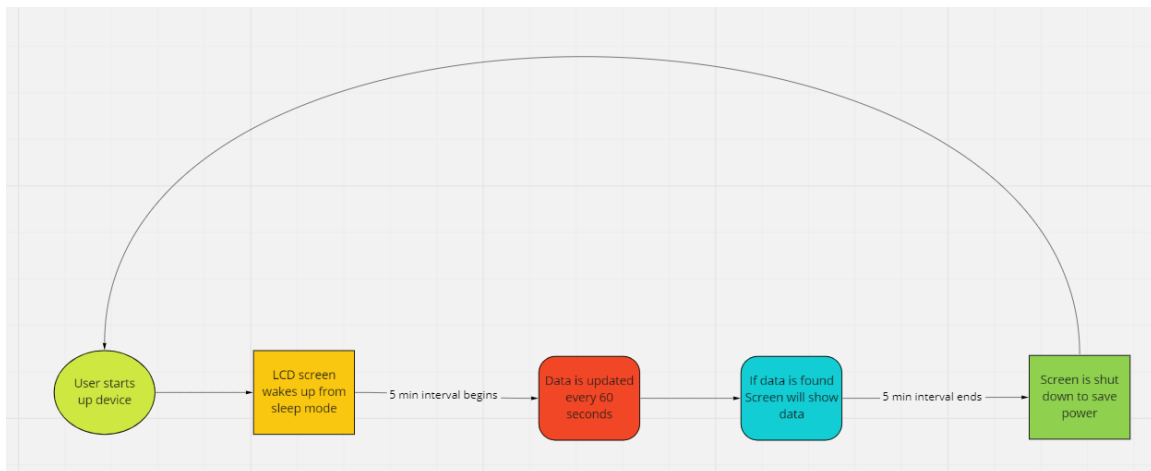 User starts
up device
LCD screen
wakes up from
sleep mode
5 min interval begins
Data is updated
every 60
seconds
If data is found
Screen will show
data
5 min interval ends
Screen is shut
down to save
power